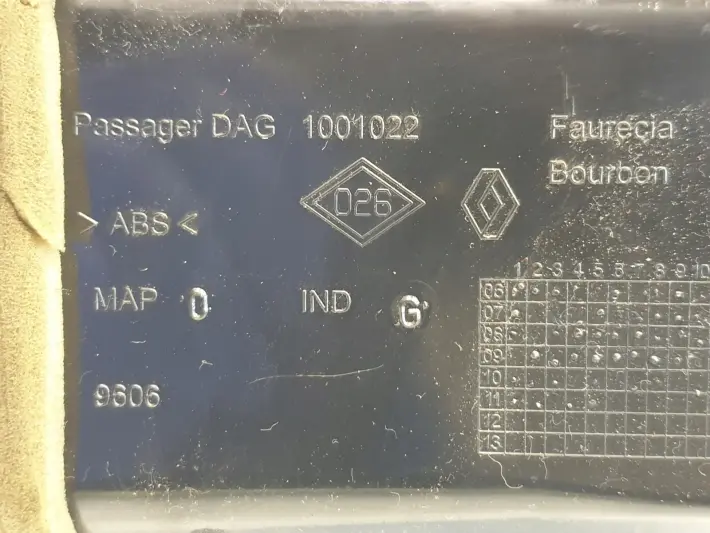 Passager DAG 1001022
Faurecia
Bourbon
D26
> ABS <
MAP 0 IND G
9606
1 2 3 4 5 6 7 8 9 10
06
07
08
09
10
11
12
13